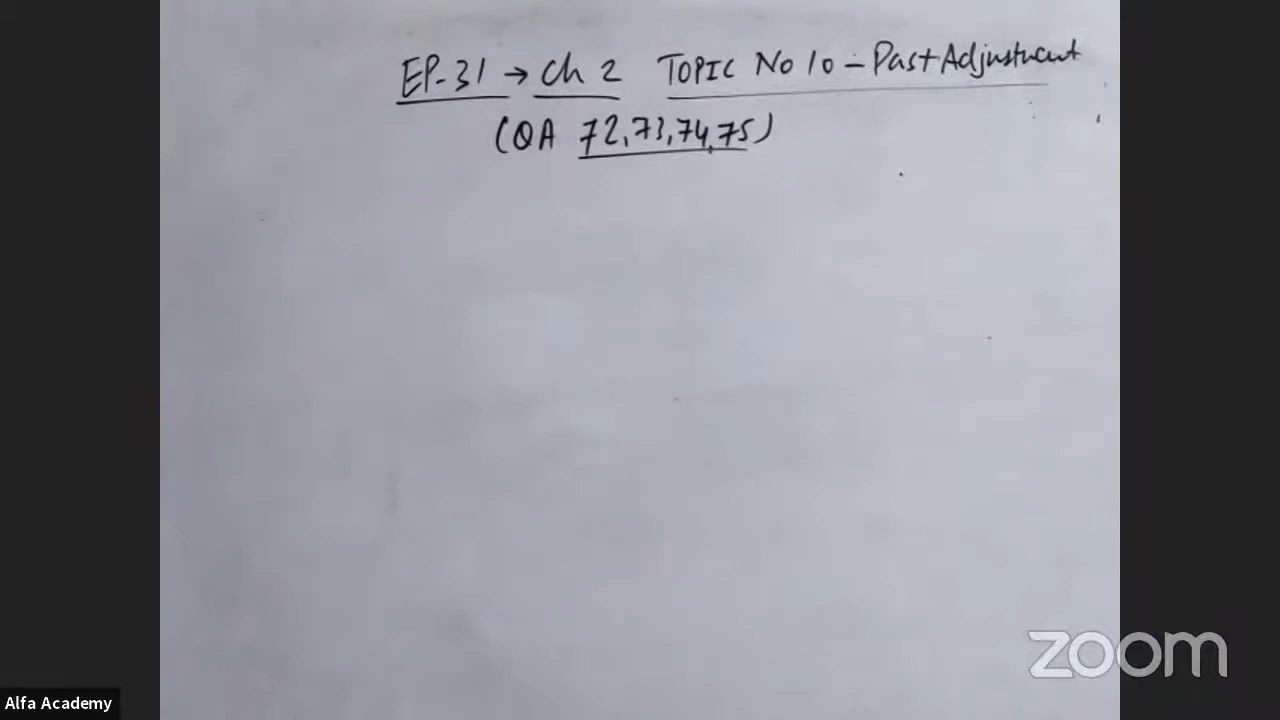 EP-31 → Ch 2 TOPIC No 10 - Past Adjustment
(QA 72,73,74,75)
zoom
Alfa Academy